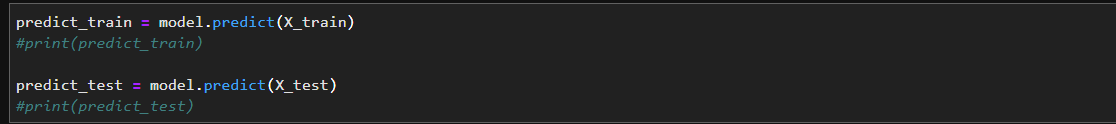 predict_train = model.predict(X_train)
#print(predict_train)
predict_test = model.predict(X_test)
#print(predict_test)